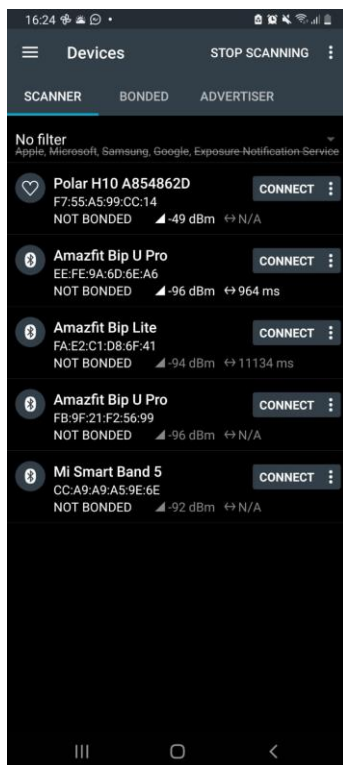 16:24
Devices STOP SCANNING
SCANNER BONDED ADVERTISER
No filter
Apple, Microsoft, Samsung, Google, Exposure Notification Service
Polar H10 A854862D CONNECT
F7:55:A5:99:CC:14
NOT BONDED -49 dBm ↔ N/A
Amazfit Bip U Pro CONNECT
EE:FE:9A:6D:6E:A6
NOT BONDED -96 dBm ↔ 964 ms
Amazfit Bip Lite CONNECT
FA:E2:C1:D8:6F:41
NOT BONDED -94 dBm ↔ 11134 ms
Amazfit Bip U Pro CONNECT
FB:9F:21:F2:56:99
NOT BONDED -96 dBm ↔ N/A
Mi Smart Band 5 CONNECT
CC:A9:A9:A5:9E:6E
NOT BONDED -92 dBm ↔ N/A